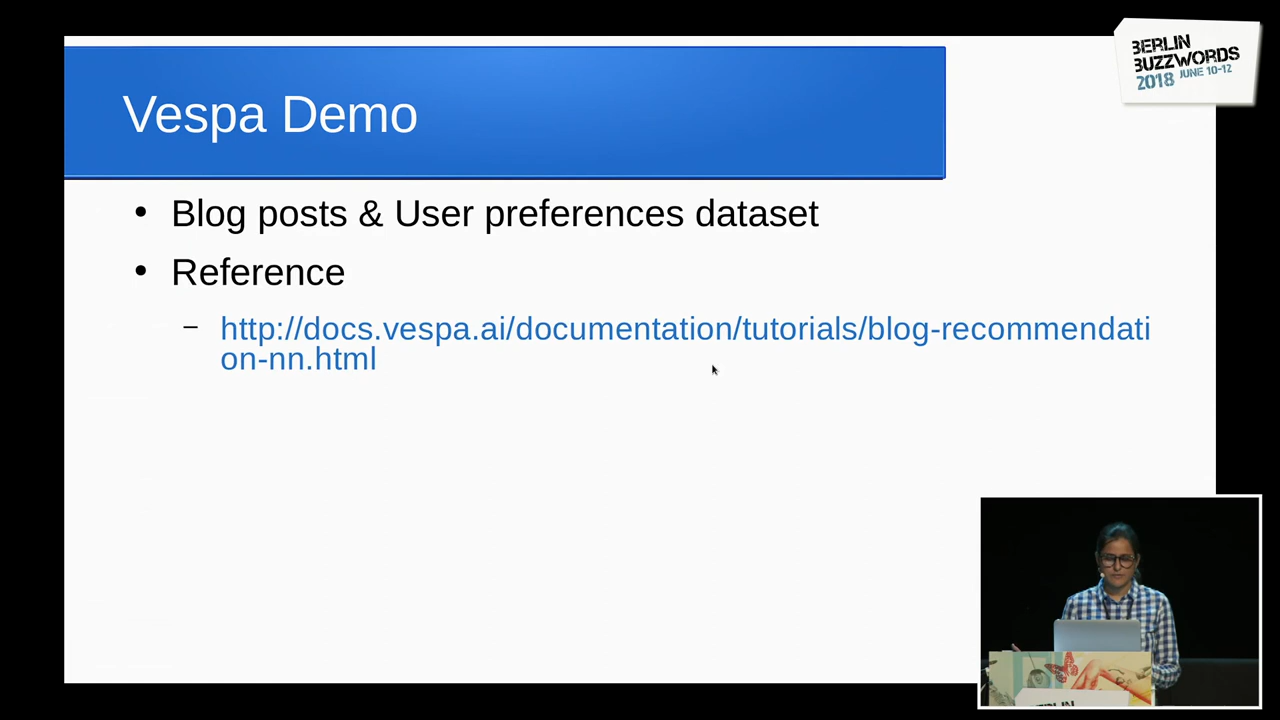 BERLIN
BUZZWORDS
2018 JUNE 10-12
Vespa Demo
• Blog posts & User preferences dataset
• Reference
– http://docs.vespa.ai/documentation/tutorials/blog-recommendati
on-nn.html
BERLIN